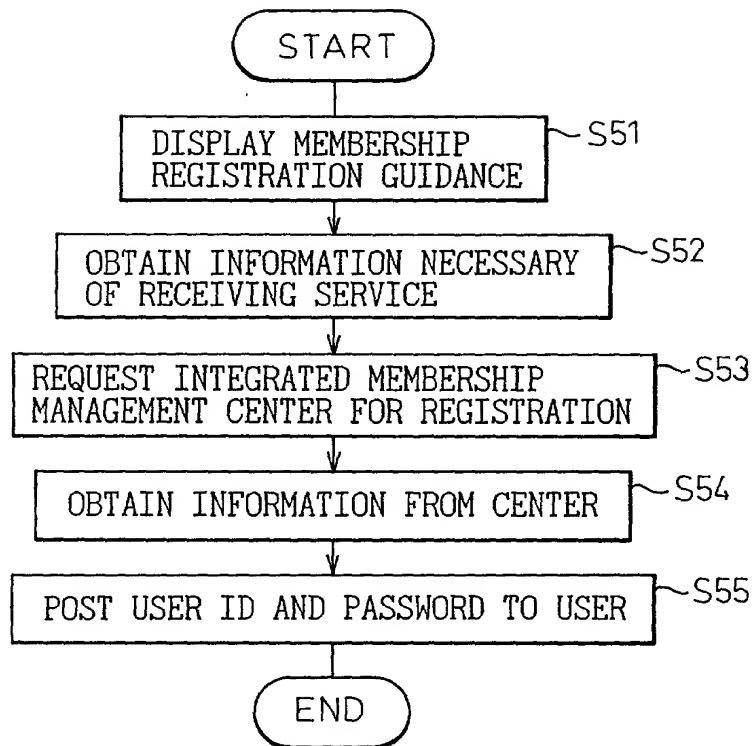 START
DISPLAY MEMBERSHIP
REGISTRATION GUIDANCE
S51
OBTAIN INFORMATION NECESSARY
OF RECEIVING SERVICE
S52
REQUEST INTEGRATED MEMBERSHIP
MANAGEMENT CENTER FOR REGISTRATION
S53
OBTAIN INFORMATION FROM CENTER
S54
POST USER ID AND PASSWORD TO USER
S55
END